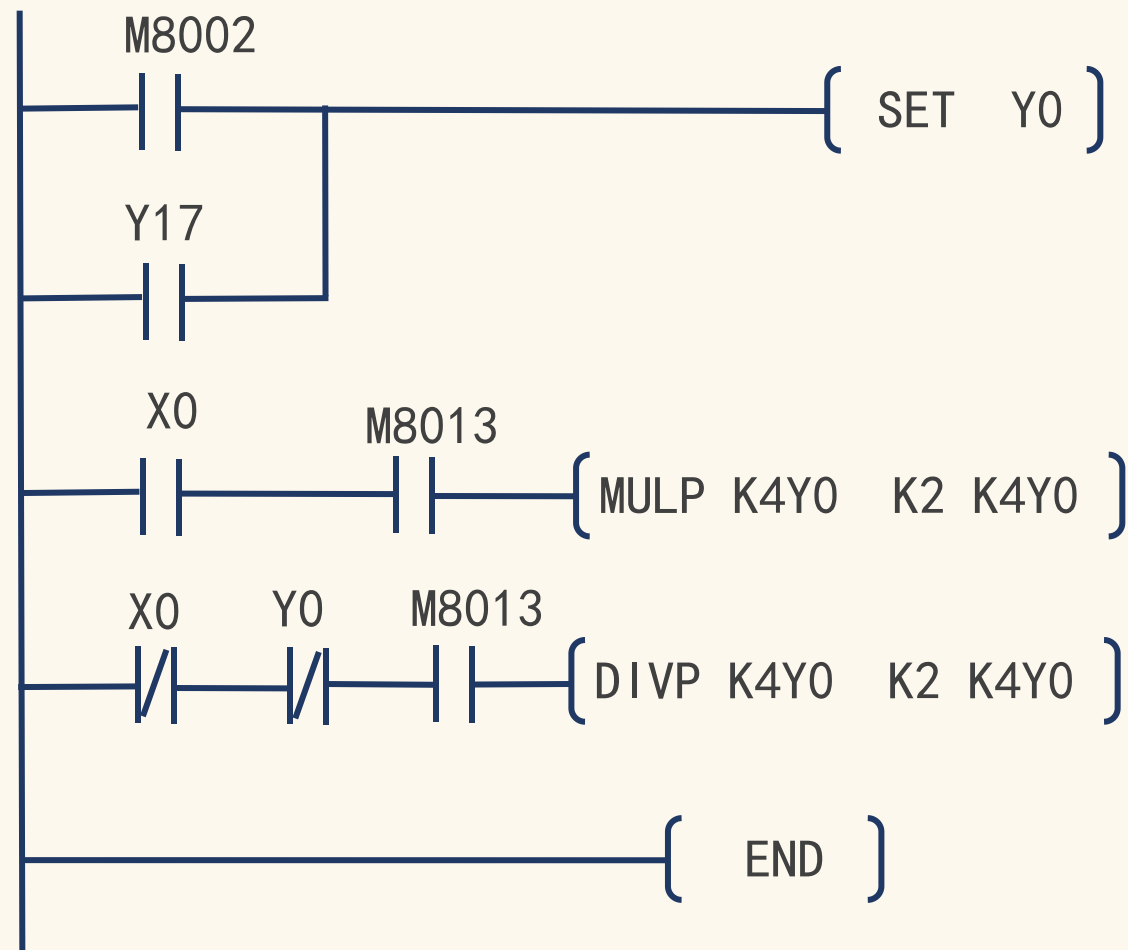 M8002
SET Y0
Y17
X0 M8013
MULP K4Y0 K2 K4Y0
X0 Y0 M8013
DIVP K4Y0 K2 K4Y0
END